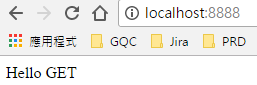 localhost:8888
應用程式 GQC Jira PRD
Hello GET